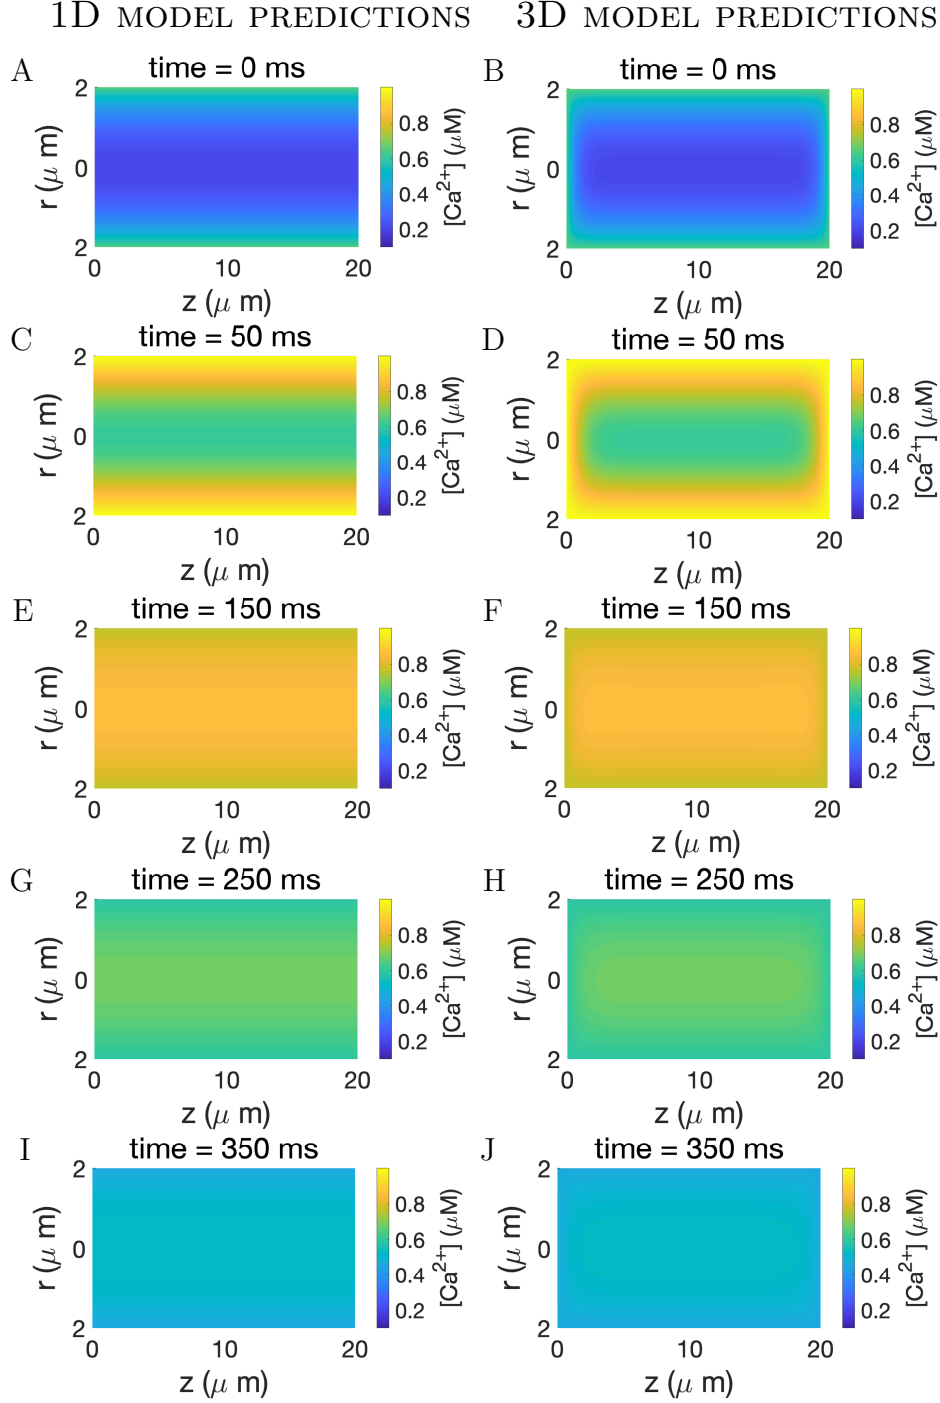 1D MODEL PREDICTIONS 3D MODEL PREDICTIONS
A time = 0 ms
2
0
2
r (μ m)
0 10 20
z (μ m)
0.8
0.6
0.4
0.2
[Ca2+] (μM)
B time = 0 ms
2
0
2
r (μ m)
0 10 20
z (μ m)
0.8
0.6
0.4
0.2
[Ca2+] (μM)
C time = 50 ms
2
0
2
r (μ m)
0 10 20
z (μ m)
0.8
0.6
0.4
0.2
[Ca2+] (μM)
D time = 50 ms
2
0
2
r (μ m)
0 10 20
z (μ m)
0.8
0.6
0.4
0.2
[Ca2+] (μM)
E time = 150 ms
2
0
2
r (μ m)
0 10 20
z (μ m)
0.8
0.6
0.4
0.2
[Ca2+] (μM)
F time = 150 ms
2
0
2
r (μ m)
0 10 20
z (μ m)
0.8
0.6
0.4
0.2
[Ca2+] (μM)
G time = 250 ms
2
0
2
r (μ m)
0 10 20
z (μ m)
0.8
0.6
0.4
0.2
[Ca2+] (μM)
H time = 250 ms
2
0
2
r (μ m)
0 10 20
z (μ m)
0.8
0.6
0.4
0.2
[Ca2+] (μM)
I time = 350 ms
2
0
2
r (μ m)
0 10 20
z (μ m)
0.8
0.6
0.4
0.2
[Ca2+] (μM)
J time = 350 ms
2
0
2
r (μ m)
0 10 20
z (μ m)
0.8
0.6
0.4
0.2
[Ca2+] (μM)